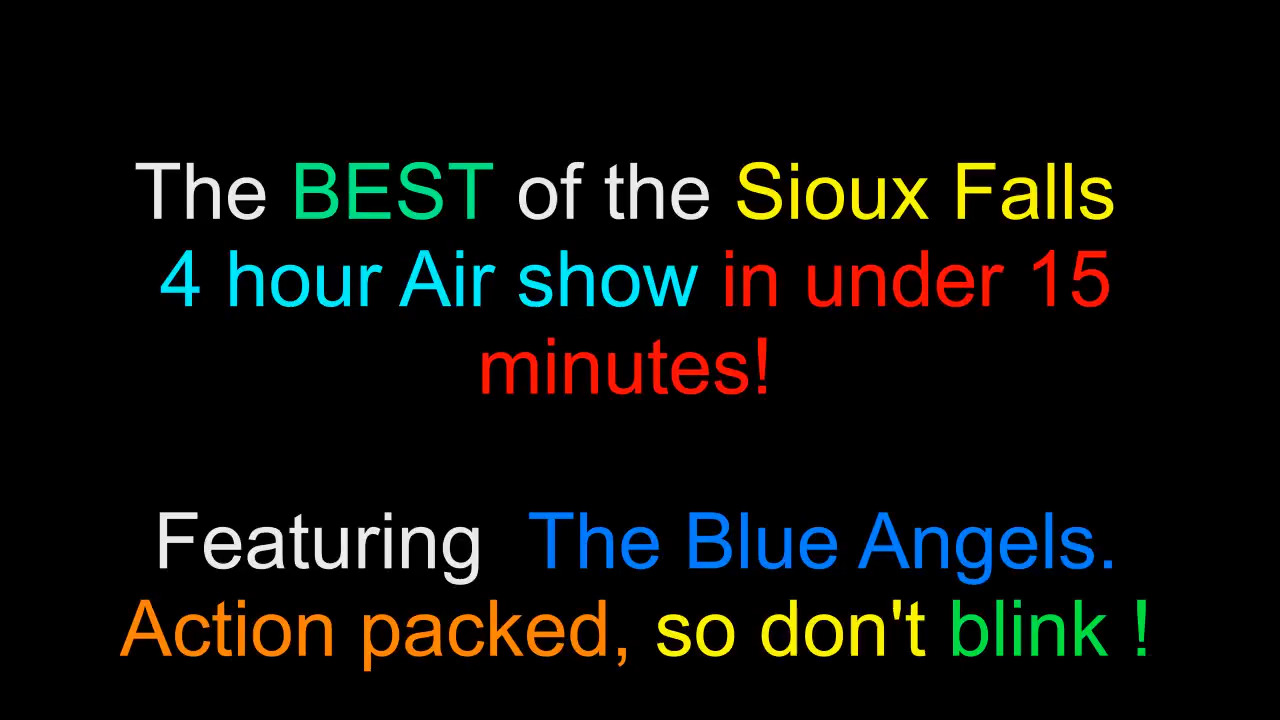 The BEST of the Sioux Falls
4 hour Air show in under 15
minutes!
Featuring  The Blue Angels.
Action packed, so don't blink !